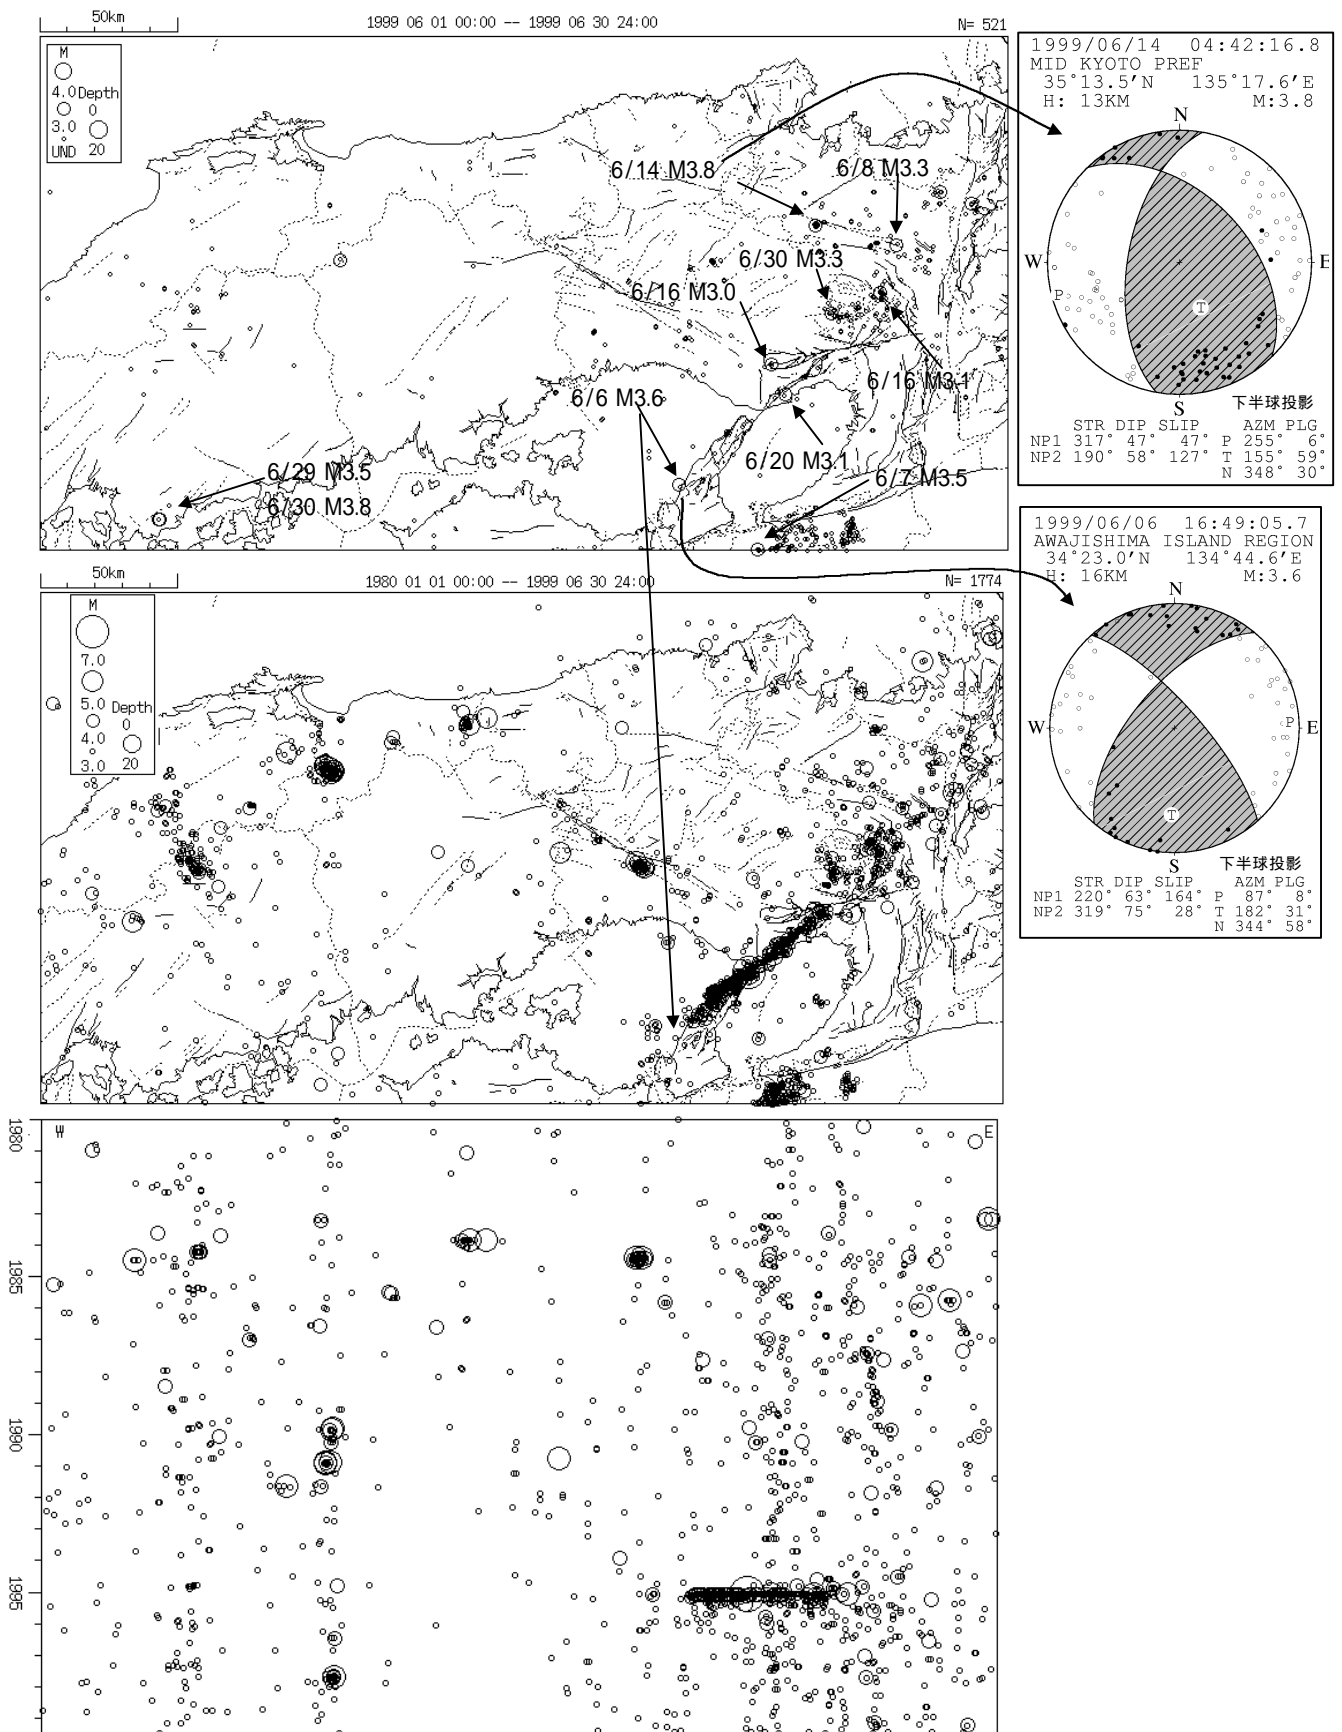 50km
1999 06 01 00:00 -- 1999 06 30 24:00
N= 521
M
4.0 Depth
0
3.0
UND 20
6/14 M3.8
6/8 M3.3
6/30 M3.3
6/16 M3.0
6/16 M3.1
6/6 M3.6
6/20 M3.1
6/7 M3.5
6/29 M3.5
6/30 M3.8
1999/06/14 04:42:16.8
MID KYOTO PREF
35°13.5′N 135°17.6′E
H: 13KM M:3.8
N
W E
P
T
S
下半球投影
STR DIP SLIP AZM PLG
NP1 317° 47° 47° P 255° 6°
NP2 190° 58° 127° T 155° 59°
N 348° 30°
1999/06/06 16:49:05.7
AWAJISHIMA ISLAND REGION
34°23.0′N 134°44.6′E
H: 16KM M:3.6
N
W P E
T
S
下半球投影
STR DIP SLIP AZM PLG
NP1 220° 63° 164° P 87° 8°
NP2 319° 75° 28° T 182° 31°
N 344° 58°
50km
1980 01 01 00:00 -- 1999 06 30 24:00
N= 1774
M
7.0
5.0 Depth
0
4.0
3.0 20
W E
1980
1985
1990
1995